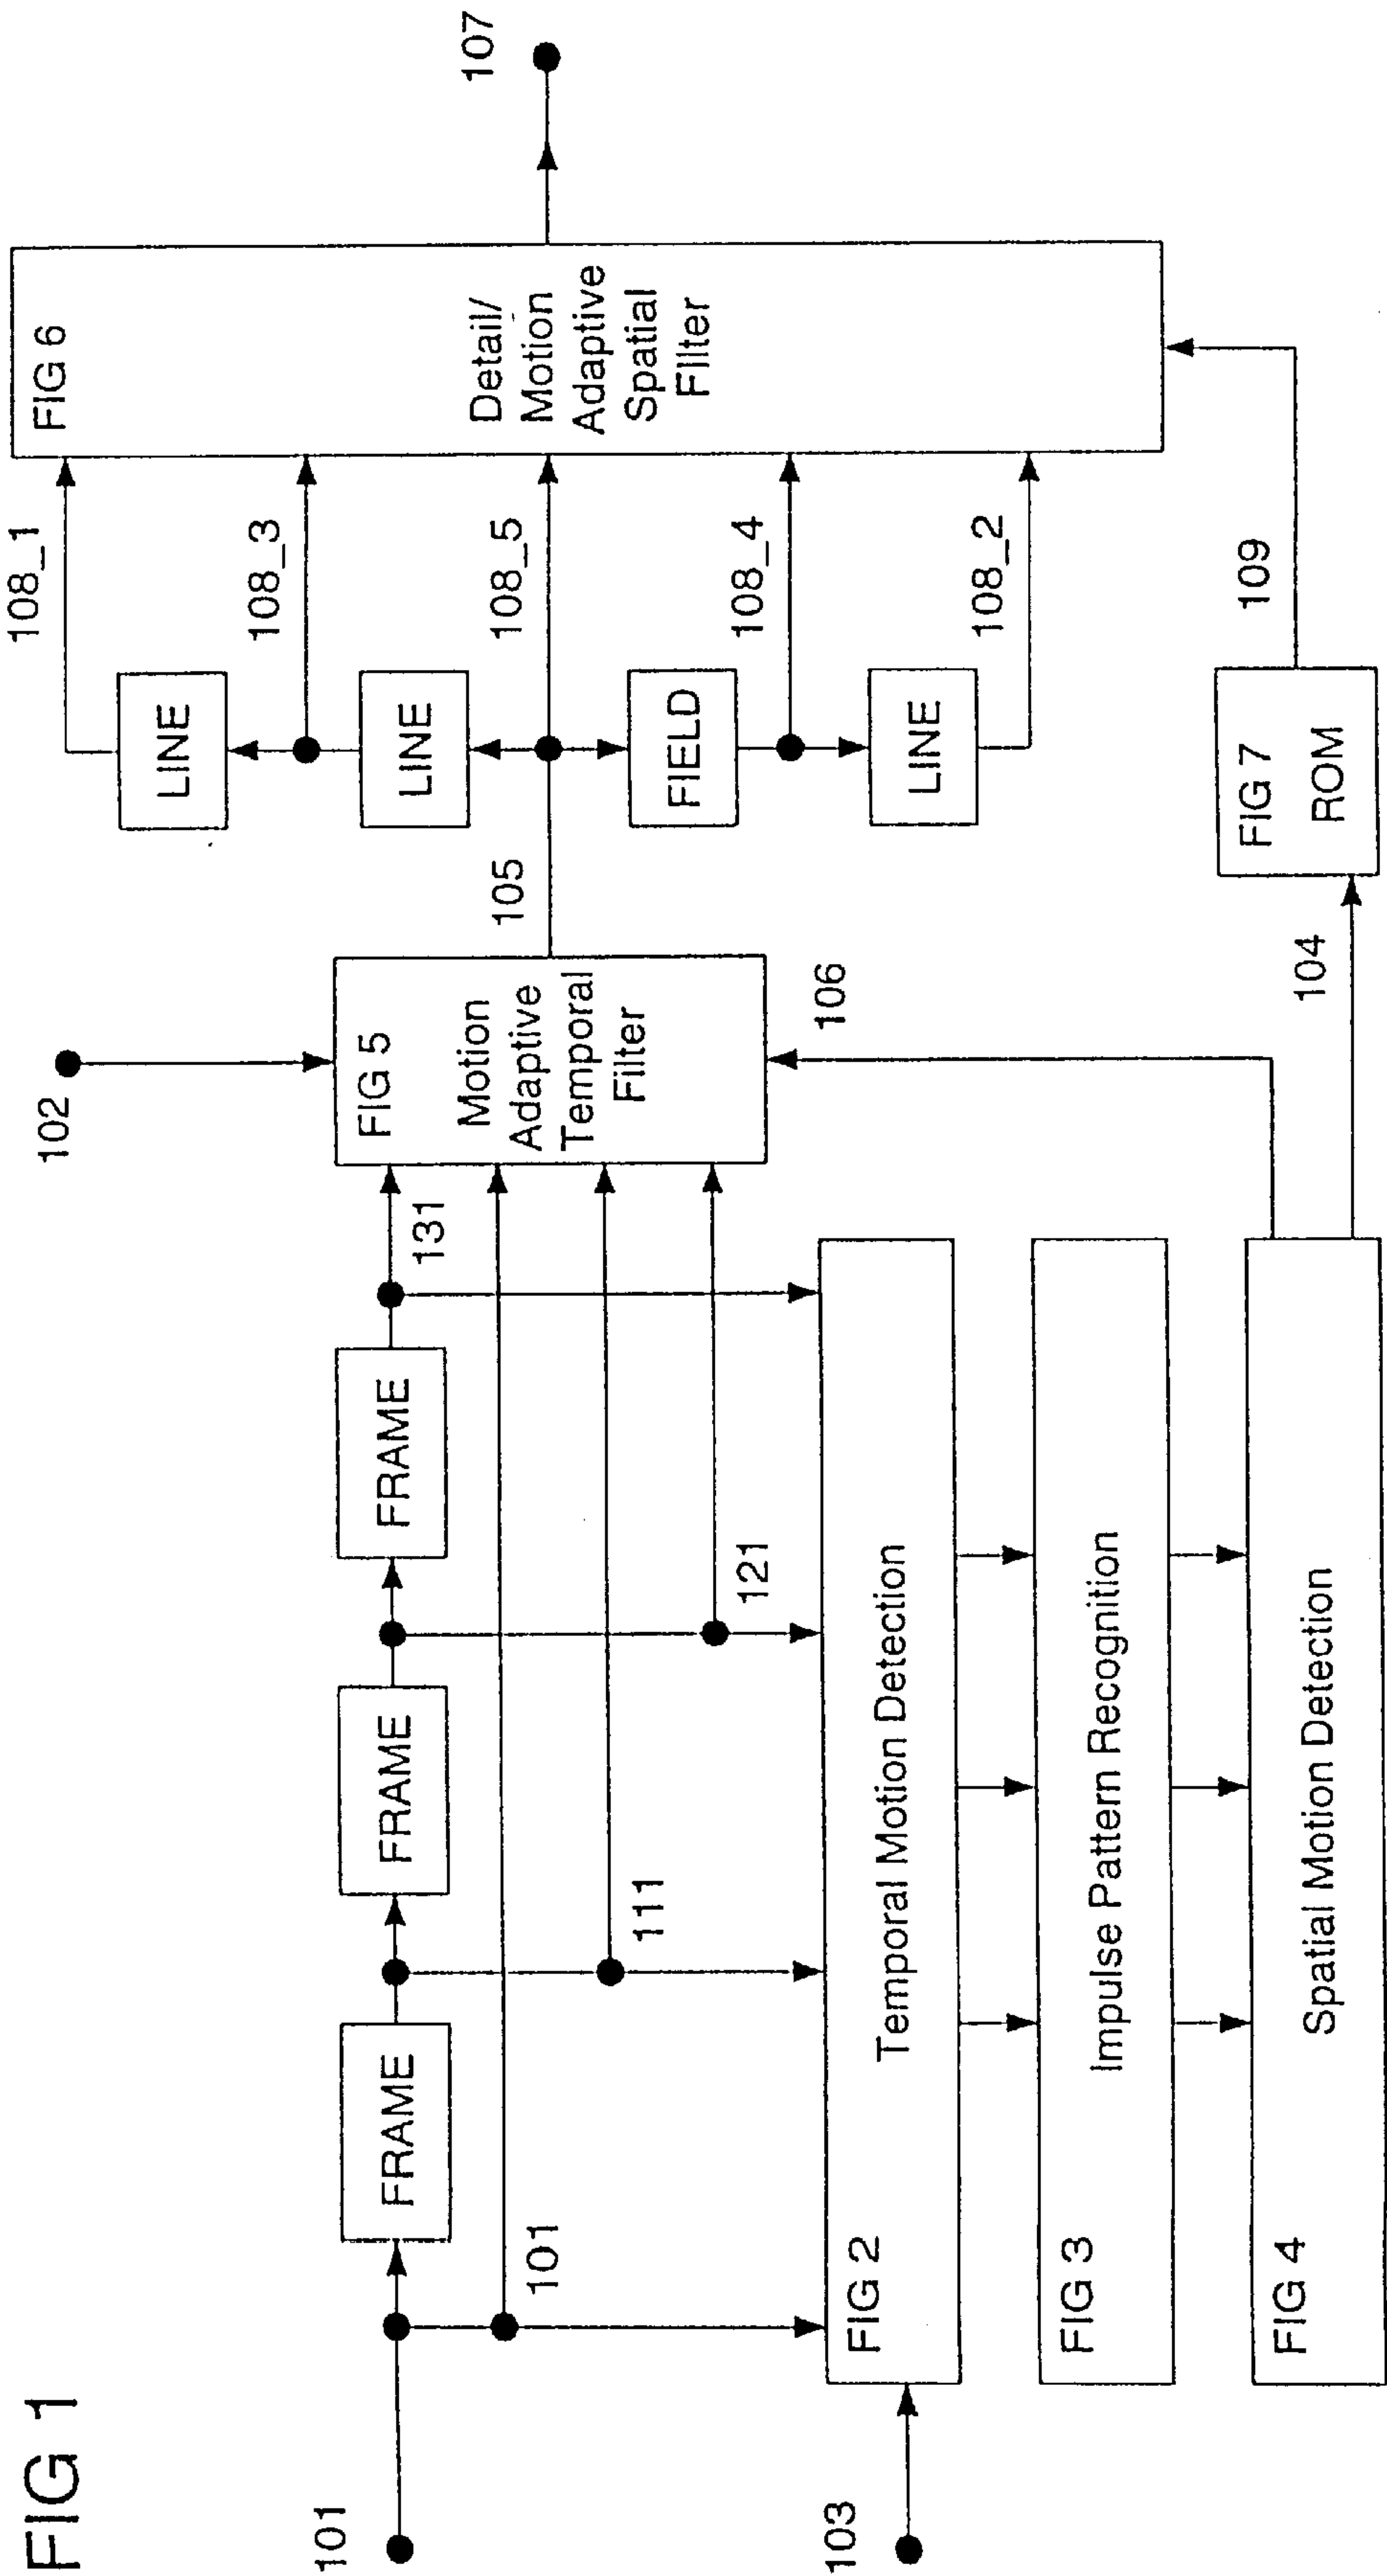 FIG 1
101
FRAME
FRAME
FRAME
101
111
121
131
102
FIG 5
Motion
Adaptive
Temporal
Filter
105
106
LINE
LINE
FIELD
LINE
108_1
108_3
108_5
108_4
108_2
FIG 6
Detail/
Motion
Adaptive
Spatial
Filter
107
103
FIG 2
Temporal Motion Detection
FIG 3
Impulse Pattern Recognition
FIG 4
Spatial Motion Detection
104
FIG 7
ROM
109